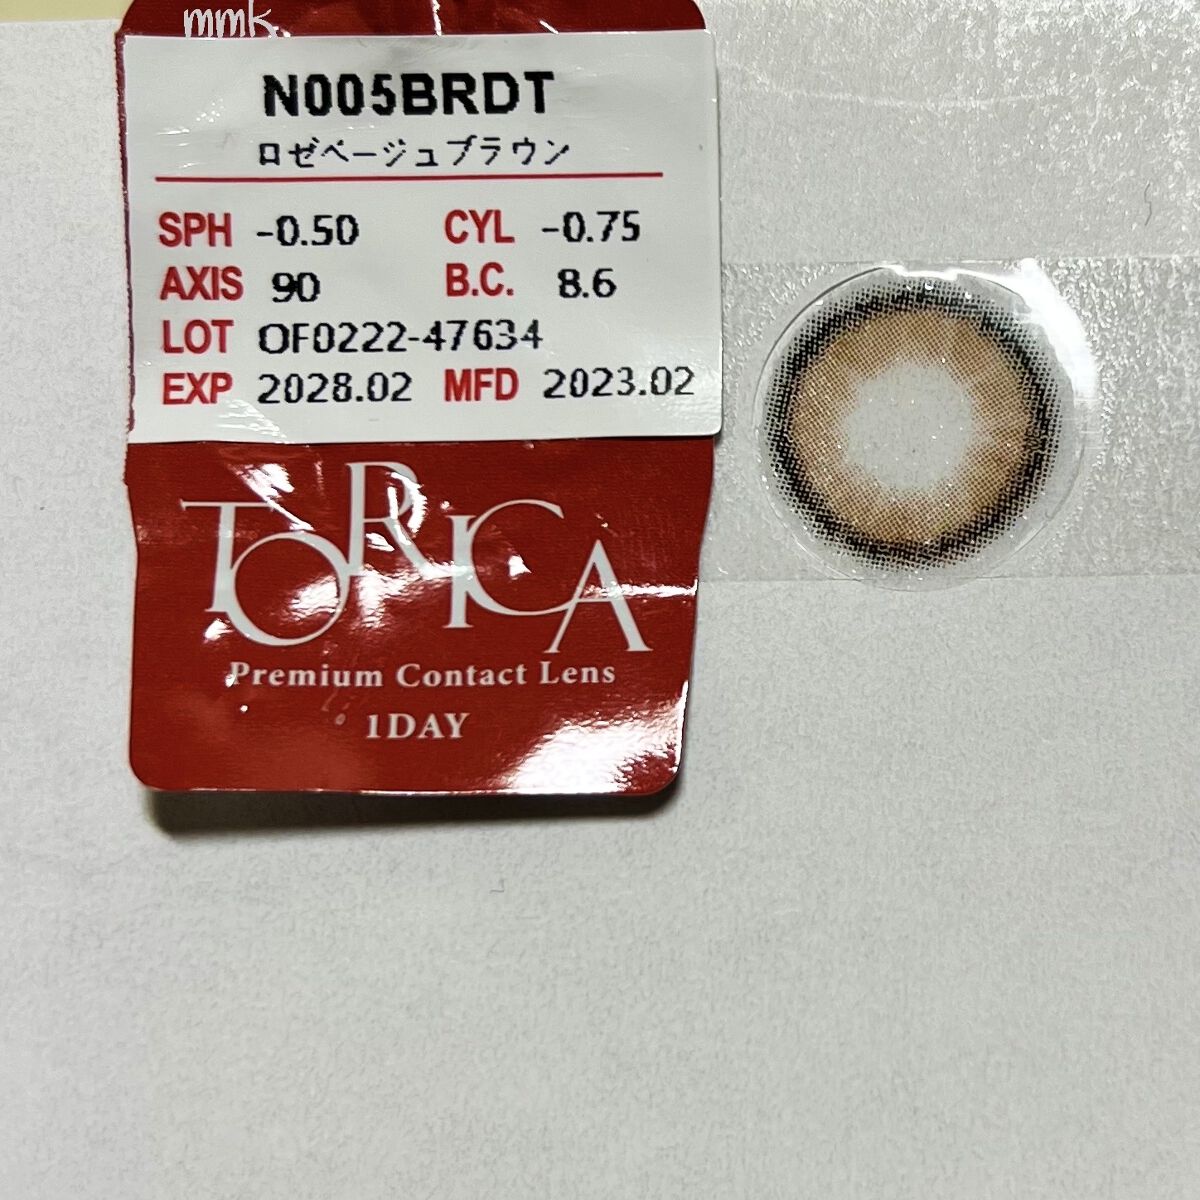 mmk
N005BRDT
ロゼベージュブラウン
SPH -0.50 CYL -0.75
AXIS 90 B.C. 8.6
LOT OF0222-47634
EXP 2028.02 MFD 2023.02
TORICA
Premium Contact Lens
1DAY